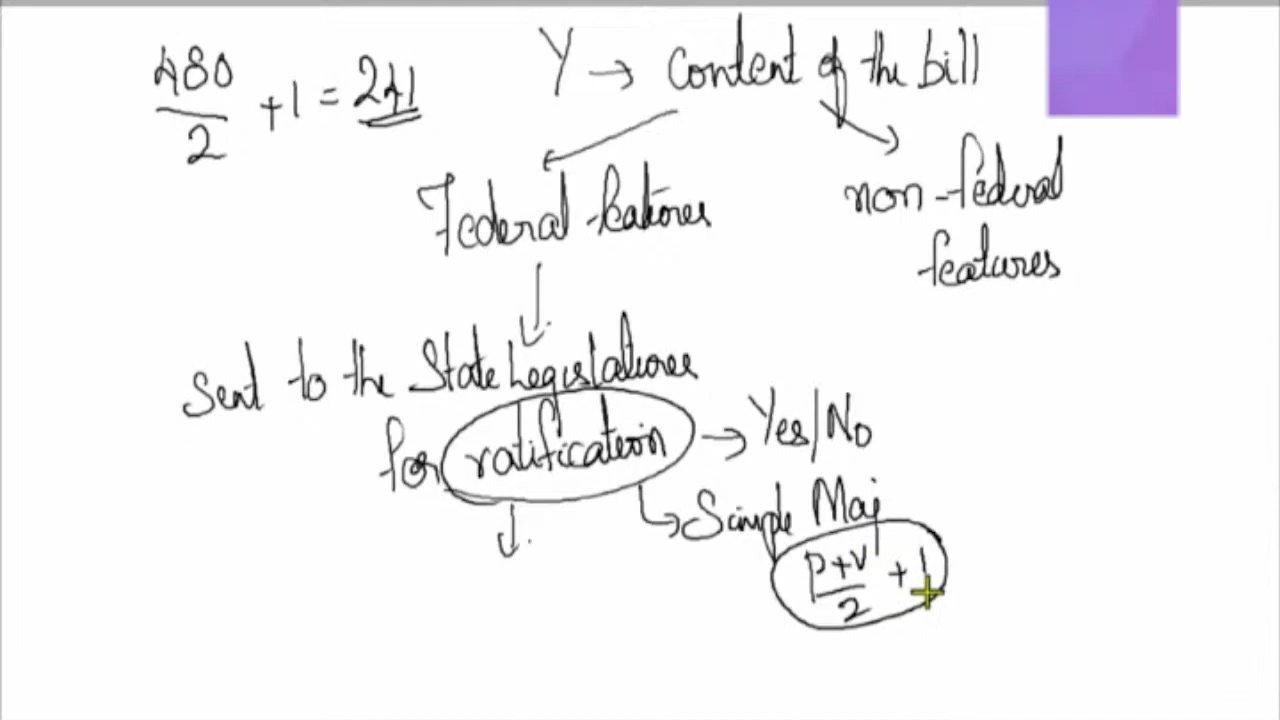 480/2 + 1 = 241
Y → content of the bill
Federal features
non-federal
features
Sent to the State Legislatures
for ratification → Yes/No
Simple Maj
P+V/2 + 1